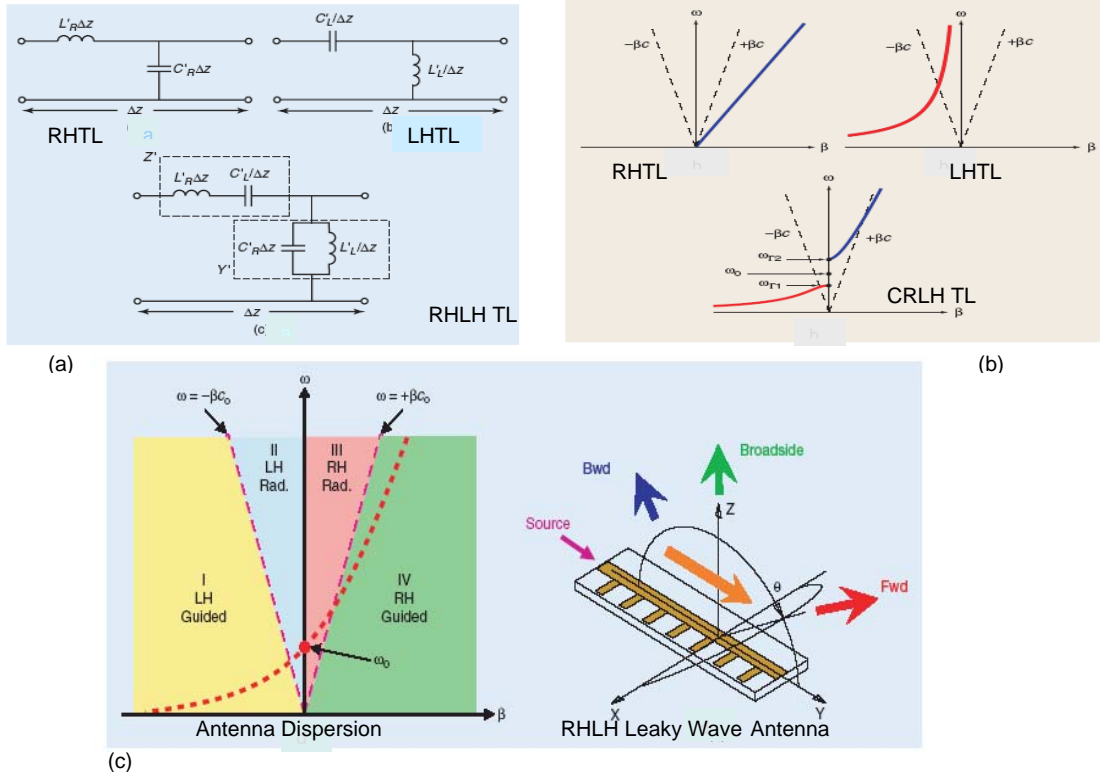 L'RΔz
C'RΔz
Δz
RHTL
a
C'L/Δz
L'L/Δz
Δz
(b
LHTL
Z'
L'RΔz
C'L/Δz
C'RΔz
L'L/Δz
Y'
Δz
(c)
RHLH TL
(a)
ω
−βc
+βc
β
RHTL
h
ω
−βc
+βc
β
LHTL
ω
−βc
+βc
ωΓ2
ω0
ωΓ1
β
CRLH TL
h
(b)
ω = −βc0
ω
ω = +βc0
II
LH
Rad.
III
RH
Rad.
I
LH
Guided
IV
RH
Guided
ω0
β
Antenna Dispersion
Broadside
Bwd
Source
Z
θ
Fwd
X
Y
RHLH Leaky Wave Antenna
(c)